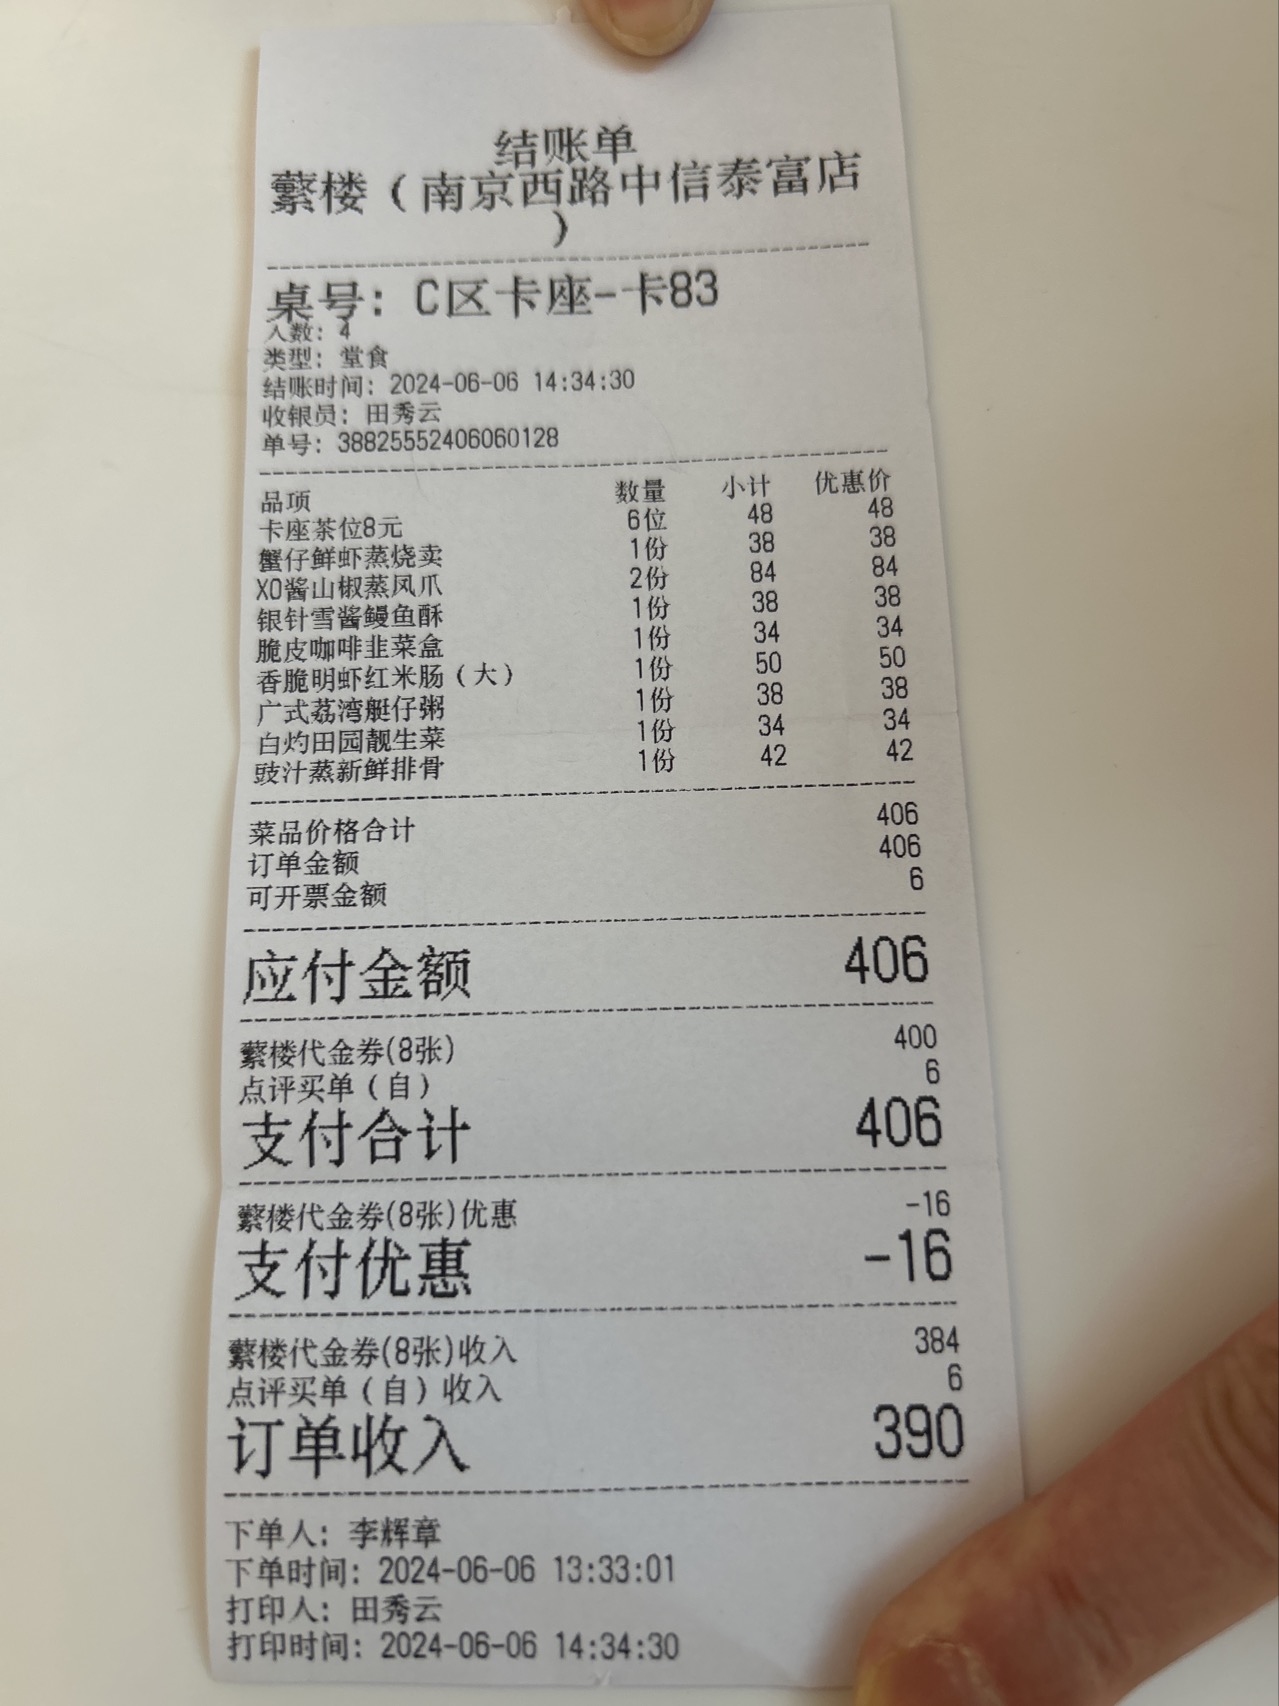 结账单
蘩楼（南京西路中信泰富店
）
桌号：C区卡座-卡83
人数：4
类型：堂食
结账时间：2024-06-06 14:34:30
收银员：田秀云
单号：38825552406060128
品项 数量 小计 优惠价
卡座茶位8元 6位 48 48
蟹仔鲜虾蒸烧卖 1份 38 38
XO酱山椒蒸凤爪 2份 84 84
银针雪酱鳗鱼酥 1份 38 38
脆皮咖啡韭菜盒 1份 34 34
香脆明虾红米肠（大） 1份 50 50
广式荔湾艇仔粥 1份 38 38
白灼田园靓生菜 1份 34 34
豉汁蒸新鲜排骨 1份 42 42
菜品价格合计 406
订单金额 406
可开票金额 6
应付金额 406
蘩楼代金券(8张) 400
点评买单（自） 6
支付合计 406
蘩楼代金券(8张)优惠 -16
支付优惠 -16
蘩楼代金券(8张)收入 384
点评买单（自）收入 6
订单收入 390
下单人：李辉章
下单时间：2024-06-06 13:33:01
打印人：田秀云
打印时间：2024-06-06 14:34:30